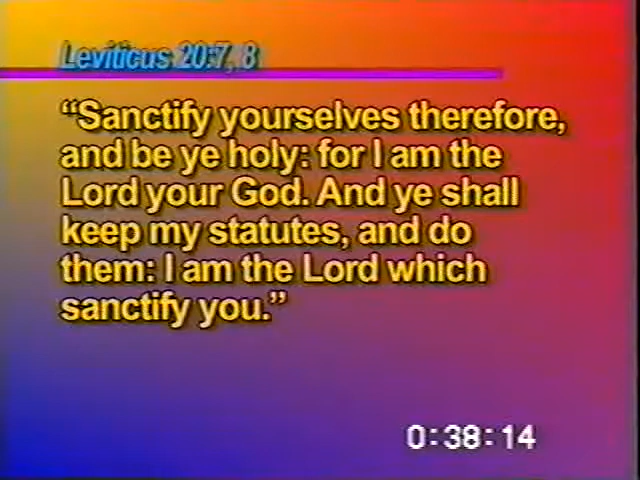 Leviticus 20:7, 8
“Sanctify yourselves therefore,
and be ye holy: for I am the
Lord your God. And ye shall
keep my statutes, and do
them: I am the Lord which
sanctify you.”
0:38:14